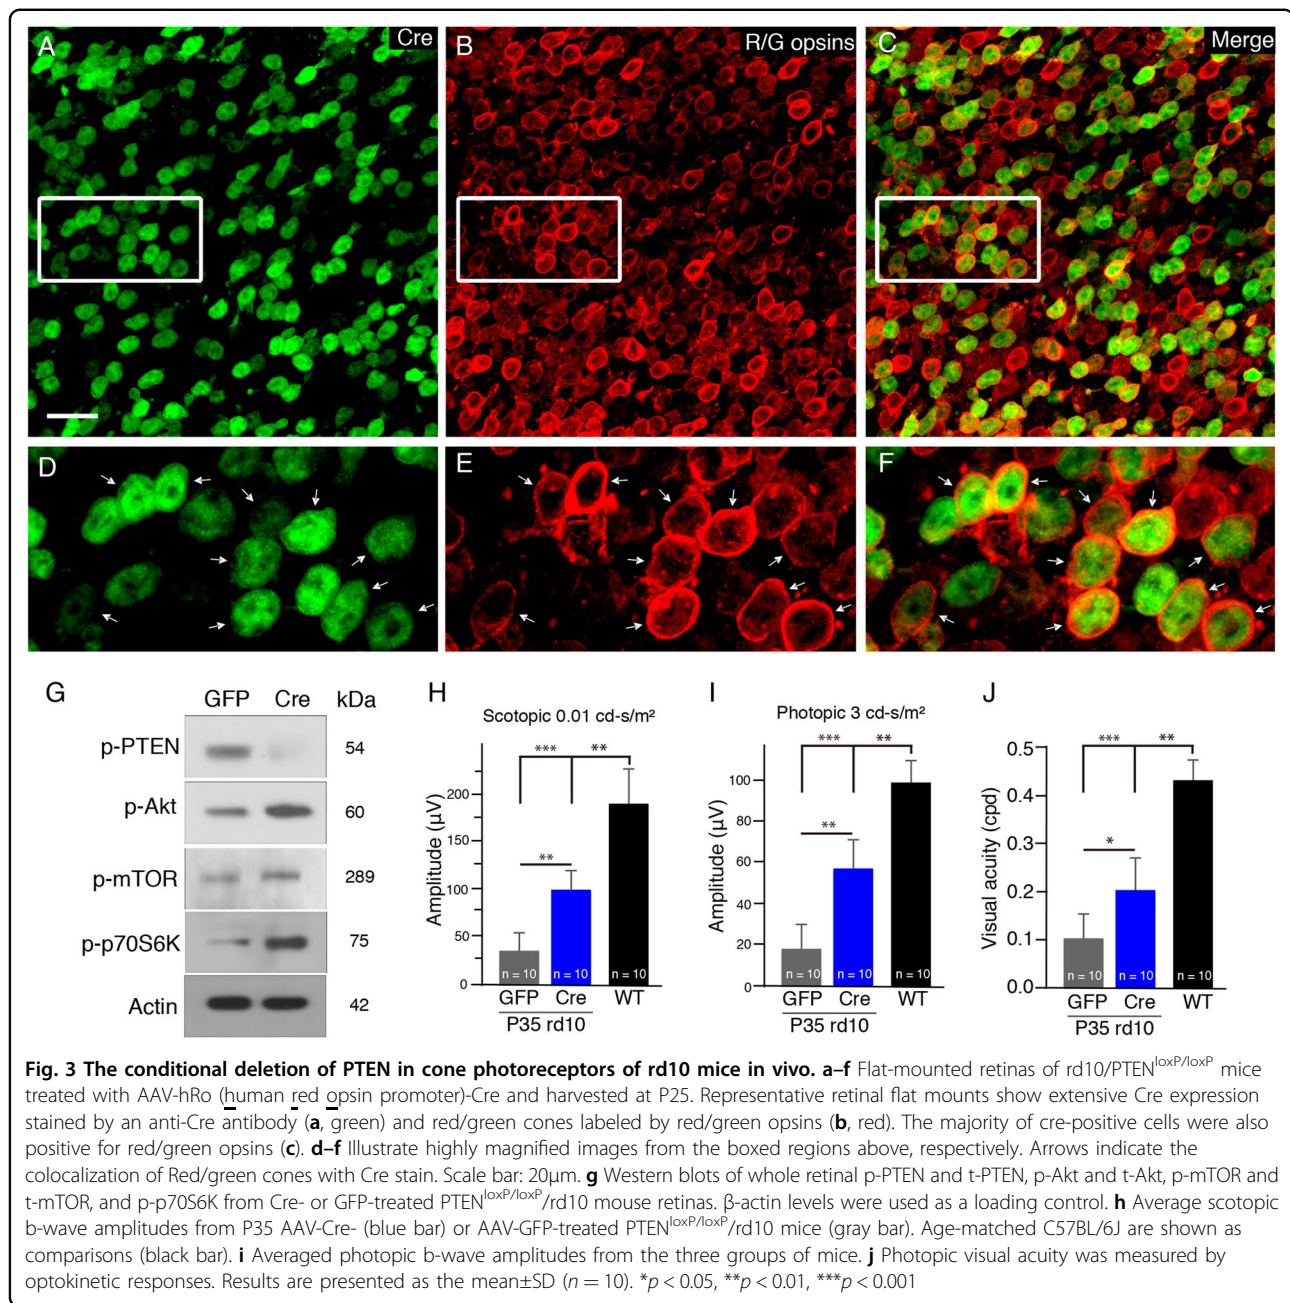 A
Cre
B
R/G opsins
C
Merge
D
E
F
G
GFP Cre kDa
p-PTEN 54
p-Akt 60
p-mTOR 289
p-p70S6K 75
Actin 42
H
Scotopic 0.01 cd-s/m²
*** **
**
Amplitude (µV)
200
150
100
50
0
n = 10 n = 10 n = 10
GFP Cre WT
P35 rd10
I
Photopic 3 cd-s/m²
*** **
**
Amplitude (µV)
100
80
60
40
20
0
n = 10 n = 10 n = 10
GFP Cre WT
P35 rd10
J
*** **
*
Visual acuity (cpd)
0.5
0.4
0.3
0.2
0.1
0.0
n = 10 n = 10 n = 10
GFP Cre WT
P35 rd10
Fig. 3 The conditional deletion of PTEN in cone photoreceptors of rd10 mice in vivo. a–f Flat-mounted retinas of rd10/PTENloxP/loxP mice
treated with AAV-hRo (human red opsin promoter)-Cre and harvested at P25. Representative retinal flat mounts show extensive Cre expression
stained by an anti-Cre antibody (a, green) and red/green cones labeled by red/green opsins (b, red). The majority of cre-positive cells were also
positive for red/green opsins (c). d–f Illustrate highly magnified images from the boxed regions above, respectively. Arrows indicate the
colocalization of Red/green cones with Cre stain. Scale bar: 20µm. g Western blots of whole retinal p-PTEN and t-PTEN, p-Akt and t-Akt, p-mTOR and
t-mTOR, and p-p70S6K from Cre- or GFP-treated PTENloxP/loxP/rd10 mouse retinas. β-actin levels were used as a loading control. h Average scotopic
b-wave amplitudes from P35 AAV-Cre- (blue bar) or AAV-GFP-treated PTENloxP/loxP/rd10 mice (gray bar). Age-matched C57BL/6J are shown as
comparisons (black bar). i Averaged photopic b-wave amplitudes from the three groups of mice. j Photopic visual acuity was measured by
optokinetic responses. Results are presented as the mean±SD (n = 10). *p < 0.05, **p < 0.01, ***p < 0.001